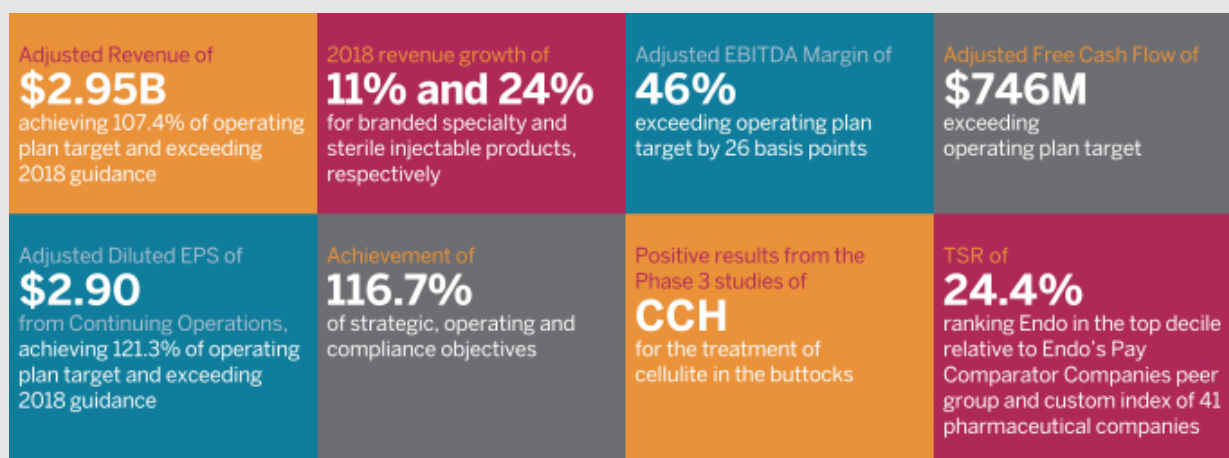 Adjusted Revenue of
$2.95B
achieving 107.4% of operating
plan target and exceeding
2018 guidance
2018 revenue growth of
11% and 24%
for branded specialty and
sterile injectable products,
respectively
Adjusted EBITDA Margin of
46%
exceeding operating plan
target by 26 basis points
Adjusted Free Cash Flow of
$746M
exceeding
operating plan target
Adjusted Diluted EPS of
$2.90
from Continuing Operations,
achieving 121.3% of operating
plan target and exceeding
2018 guidance
Achievement of
116.7%
of strategic, operating and
compliance objectives
Positive results from the
Phase 3 studies of
CCH
for the treatment of
cellulite in the buttocks
TSR of
24.4%
ranking Endo in the top decile
relative to Endo's Pay
Comparator Companies peer
group and custom index of 41
pharmaceutical companies